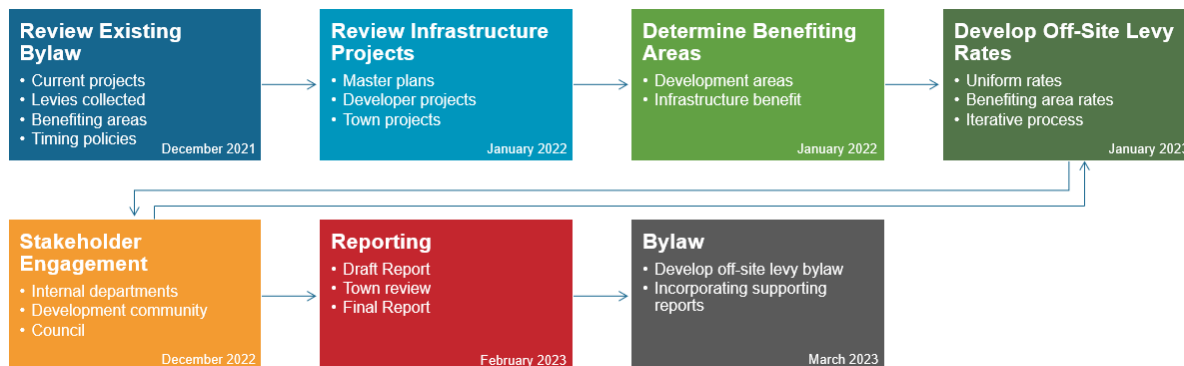 Review Existing
Bylaw
• Current projects
• Levies collected
• Benefiting areas
• Timing policies
December 2021
Review Infrastructure
Projects
• Master plans
• Developer projects
• Town projects
January 2022
Determine Benefiting
Areas
• Development areas
• Infrastructure benefit
January 2022
Develop Off-Site Levy
Rates
• Uniform rates
• Benefiting area rates
• Iterative process
January 2023
Stakeholder
Engagement
• Internal departments
• Development community
• Council
December 2022
Reporting
• Draft Report
• Town review
• Final Report
February 2023
Bylaw
• Develop off-site levy bylaw
• Incorporating supporting
reports
March 2023